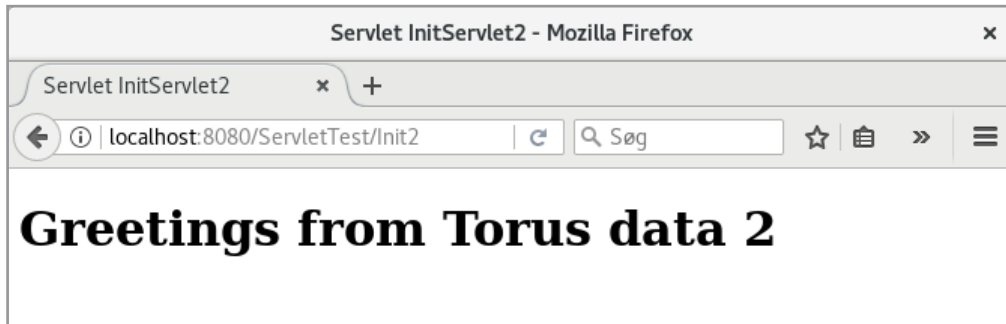 Servlet InitServlet2 - Mozilla Firefox
Servlet InitServlet2
localhost:8080/ServletTest/Init2
Søg
Greetings from Torus data 2